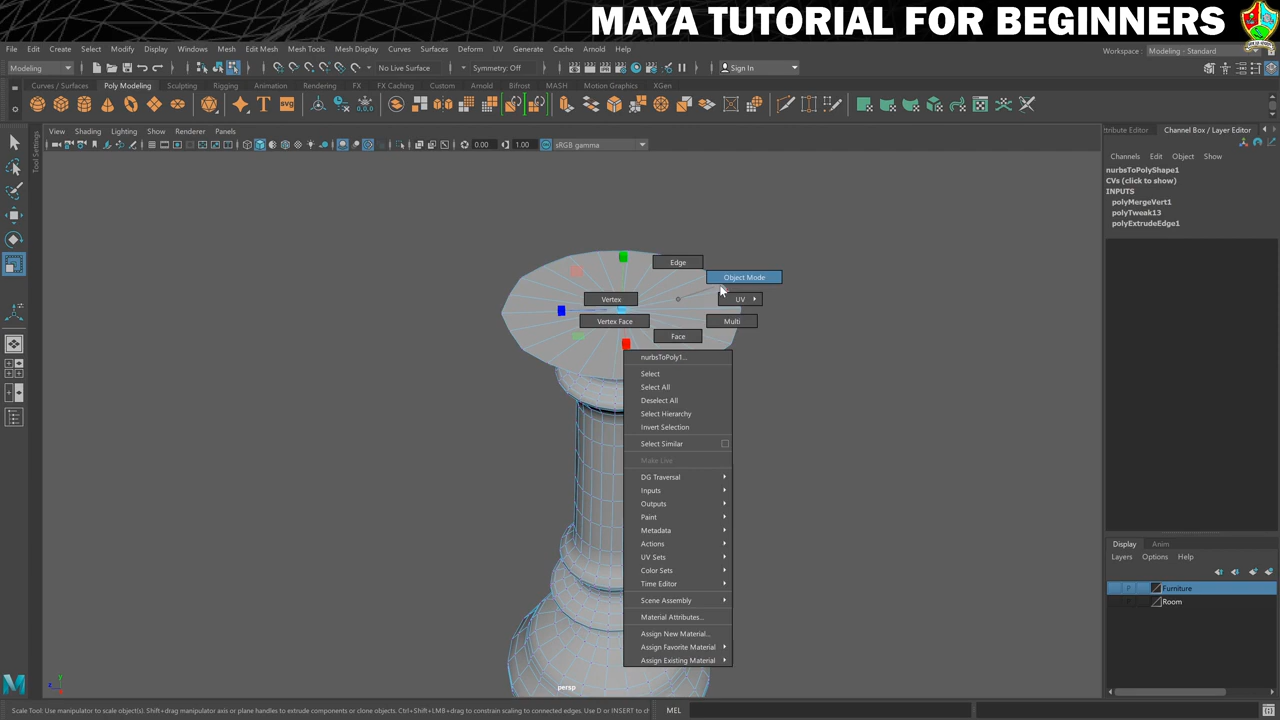 MAYA TUTORIAL FOR BEGINNERS
File Edit Create Select Modify Display Windows Mesh Edit Mesh Mesh Tools Mesh Display Curves Surfaces Deform UV Generate Cache Arnold Help
Workspace : Modeling - Standard
Modeling No Live Surface Symmetry: Off Sign In
Curves / Surfaces Poly Modeling Sculpting Rigging Animation Rendering FX FX Caching Custom Arnold Bifrost MASH Motion Graphics XGen
View Shading Lighting Show Renderer Panels
0.00 1.00 sRGB gamma
Tool Settings
ttribute Editor Channel Box / Layer Editor
Channels Edit Object Show
nurbsToPolyShape1
CVs (click to show)
INPUTS
polyMergeVert1
polyTweak13
polyExtrudeEdge1
Edge
Object Mode
Vertex UV
Vertex Face Multi
Face
nurbsToPoly1...
Select
Select All
Deselect All
Select Hierarchy
Invert Selection
Select Similar
Make Live
DG Traversal
Inputs
Outputs
Paint
Metadata
Actions
UV Sets
Color Sets
Time Editor
Scene Assembly
Material Attributes...
Assign New Material...
Assign Favorite Material
Assign Existing Material
Display Anim
Layers Options Help
P Furniture
P Room
persp
Scale Tool: Use manipulator to scale object(s). Shift+drag manipulator axis or plane handles to extrude components or clone objects. Ctrl+Shift+LMB+drag to constrain scaling to connected edges. Use D or INSERT to ch
MEL